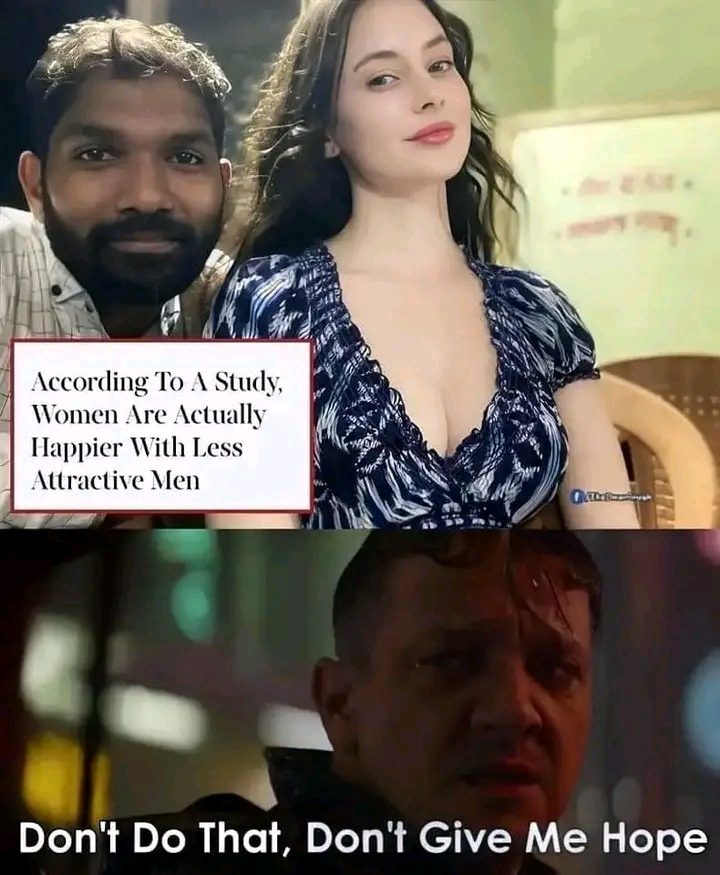 According To A Study,
Women Are Actually
Happier With Less
Attractive Men
Don't Do That, Don't Give Me Hope